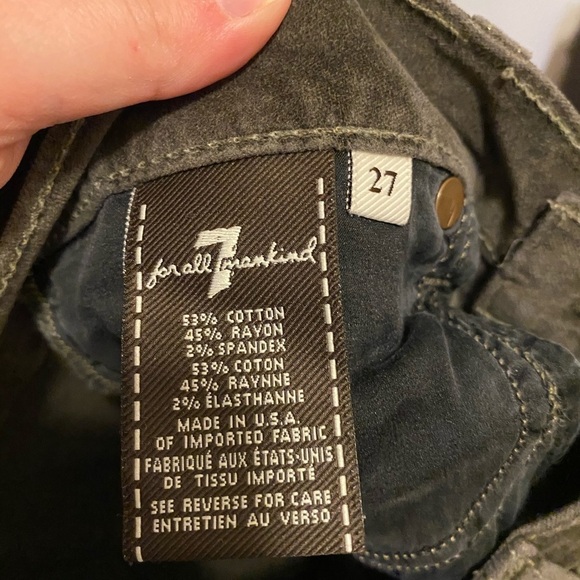 27
7
for all mankind
53% COTTON
45% RAYON
2% SPANDEX
53% COTON
45% RAYNNE
2% ÉLASTHANNE
MADE IN U.S.A.
OF IMPORTED FABRIC
FABRIQUÉ AUX ÉTATS-UNIS
DE TISSU IMPORTÉ
SEE REVERSE FOR CARE
ENTRETIEN AU VERSO